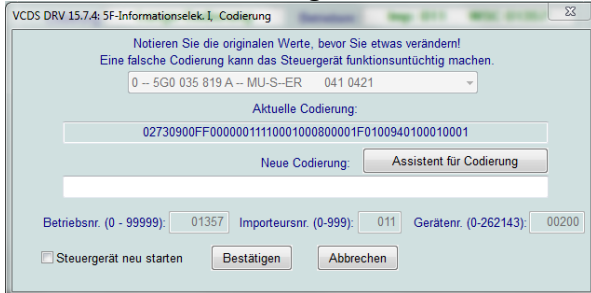 VCDS DRV 15.7.4: 5F-Informationselek. I, Codierung
Notieren Sie die originalen Werte, bevor Sie etwas verändern!
Eine falsche Codierung kann das Steuergerät funktionsuntüchtig machen.
0 -- 5G0 035 819 A -- MU-S--ER 041 0421
Aktuelle Codierung:
02730900FF00000011110001000800001F0100940100010001
Neue Codierung: Assistent für Codierung
Betriebsnr. (0 - 99999): 01357 Importeursnr. (0-999): 011 Gerätenr. (0-262143): 00200
Steuergerät neu starten Bestätigen Abbrechen